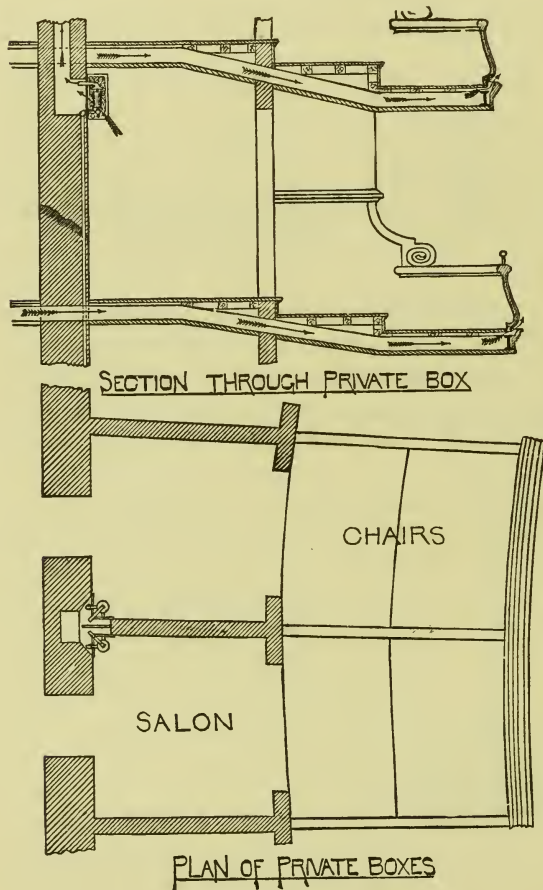 SECTION THROUGH PRIVATE BOX
CHAIRS
SALON
PLAN OF PRIVATE BOXES